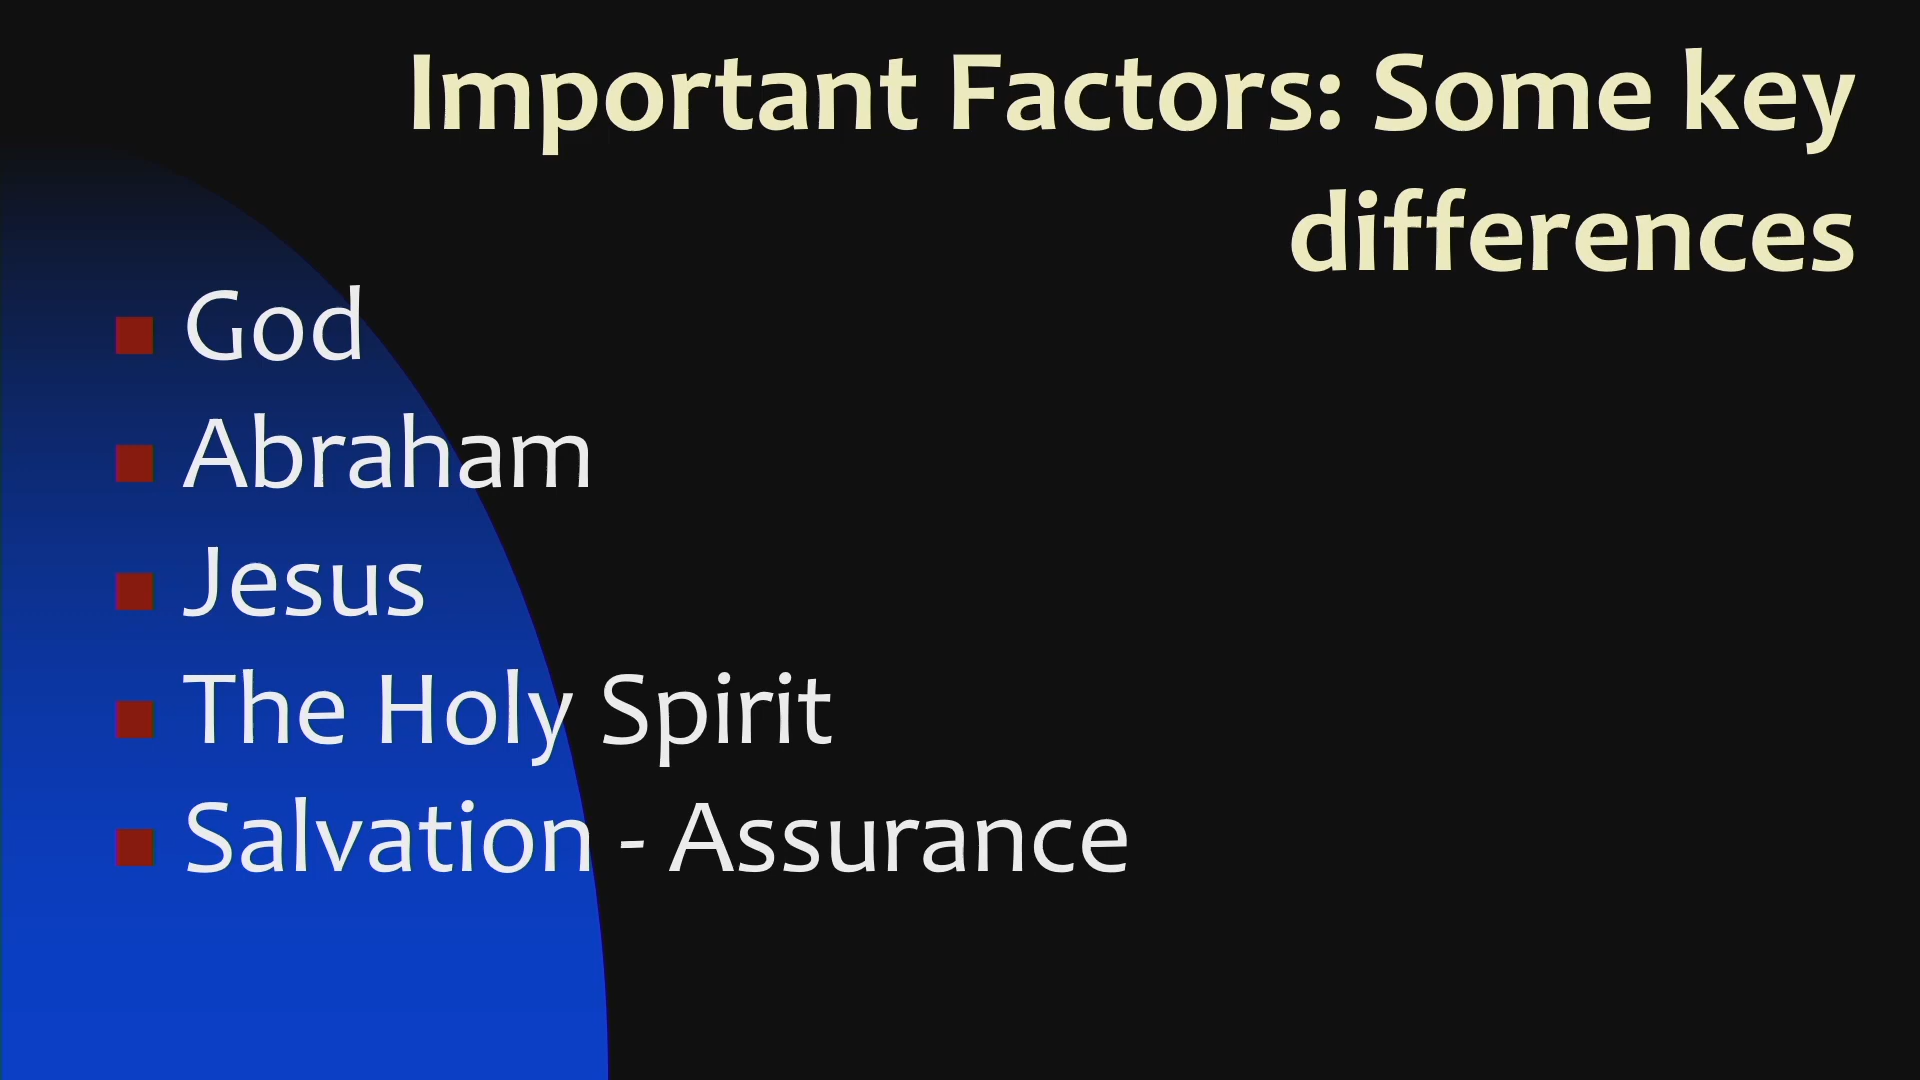 Important Factors: Some key
differences
God
Abraham
Jesus
The Holy Spirit
Salvation - Assurance